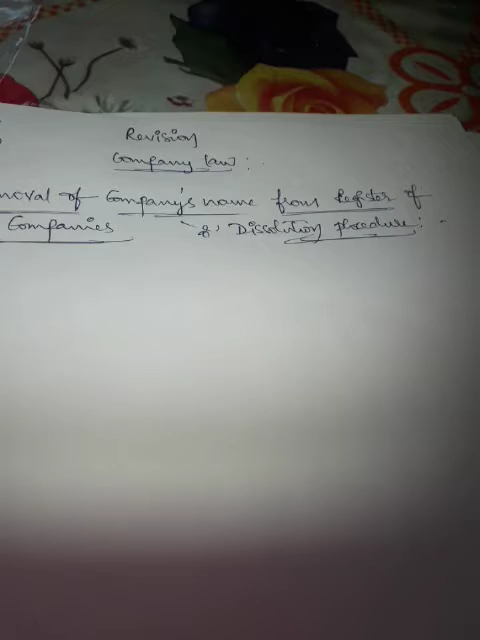 Revision
Company law :
moval of Company's name from Register of
Companies & Dissolution procedure : -